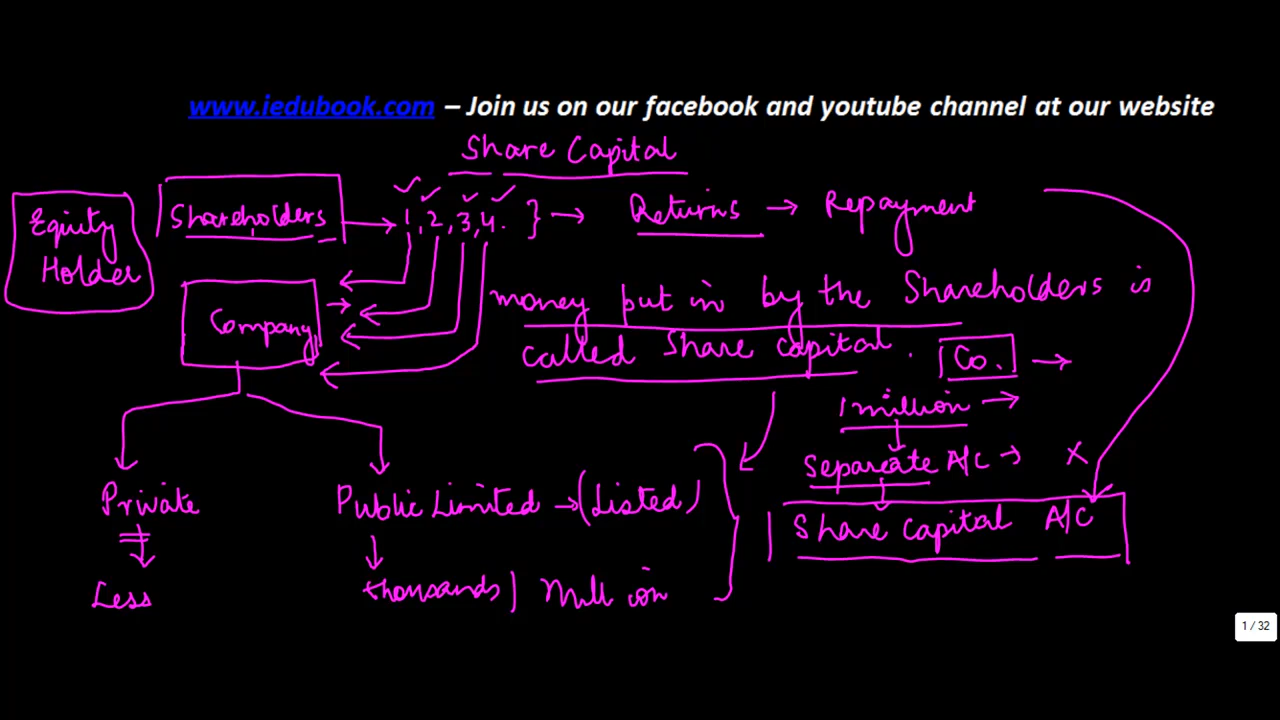 www.iedubook.com – Join us on our facebook and youtube channel at our website
Share Capital
Equity
Holder
Shareholders → 1, 2, 3, 4. } → Returns → Repayment
Company
money put in by the Shareholders is
called Share capital.
Co. →
1 million →
Separate A/C → X
Share Capital A/C
Private
Less
Public Limited → (Listed)
thousands | Million
1 / 32